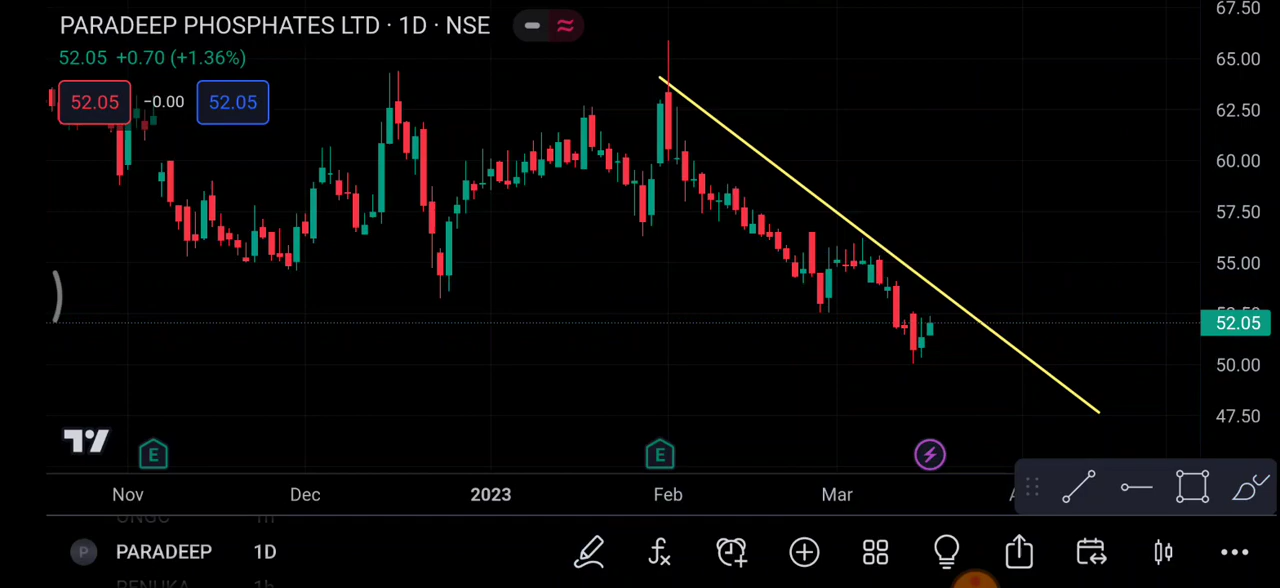 PARADEEP PHOSPHATES LTD · 1D · NSE
52.05 +0.70 (+1.36%)
52.05 −0.00 52.05
67.50
65.00
62.50
60.00
57.50
55.00
52.05
50.00
47.50
E E
Nov Dec 2023 Feb Mar
P PARADEEP 1D